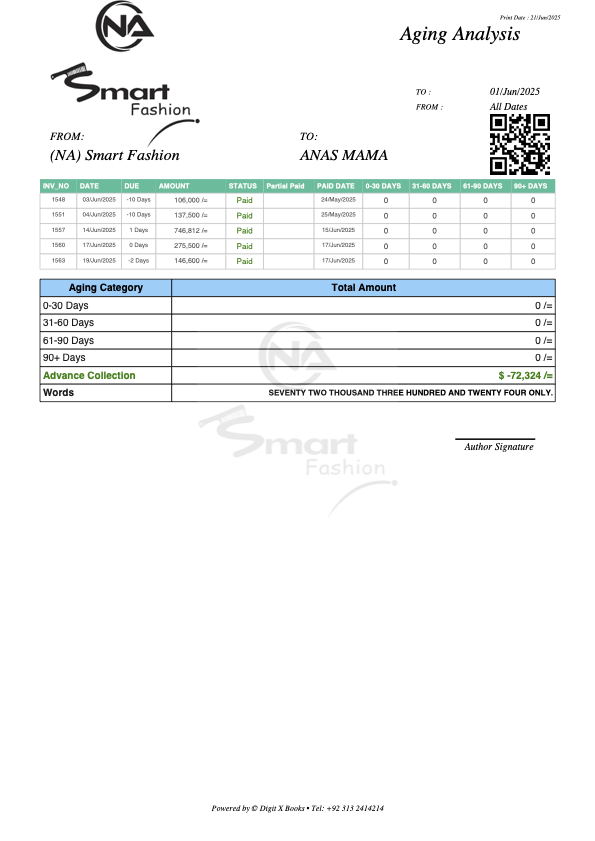 NA
Print Date : 21/Jun/2025
Aging Analysis
Smart
Fashion
TO : 01/Jun/2025
FROM : All Dates
FROM: TO:
(NA) Smart Fashion ANAS MAMA
INV_NO DATE DUE AMOUNT STATUS Partial Paid PAID DATE 0-30 DAYS 31-60 DAYS 61-90 DAYS 90+ DAYS
1548 03/Jun/2025 -10 Days 106,000 /= Paid 24/May/2025 0 0 0 0
1551 04/Jun/2025 -10 Days 137,500 /= Paid 25/May/2025 0 0 0 0
1557 14/Jun/2025 1 Days 746,812 /= Paid 15/Jun/2025 0 0 0 0
1560 17/Jun/2025 0 Days 275,500 /= Paid 17/Jun/2025 0 0 0 0
1563 19/Jun/2025 -2 Days 146,600 /= Paid 17/Jun/2025 0 0 0 0
Aging Category Total Amount
0-30 Days 0 /=
31-60 Days 0 /=
61-90 Days 0 /=
90+ Days 0 /=
Advance Collection $ -72,324 /=
Words SEVENTY TWO THOUSAND THREE HUNDRED AND TWENTY FOUR ONLY.
NA
Smart
Fashion
Author Signature
Powered by © Digit X Books • Tel: +92 313 2414214